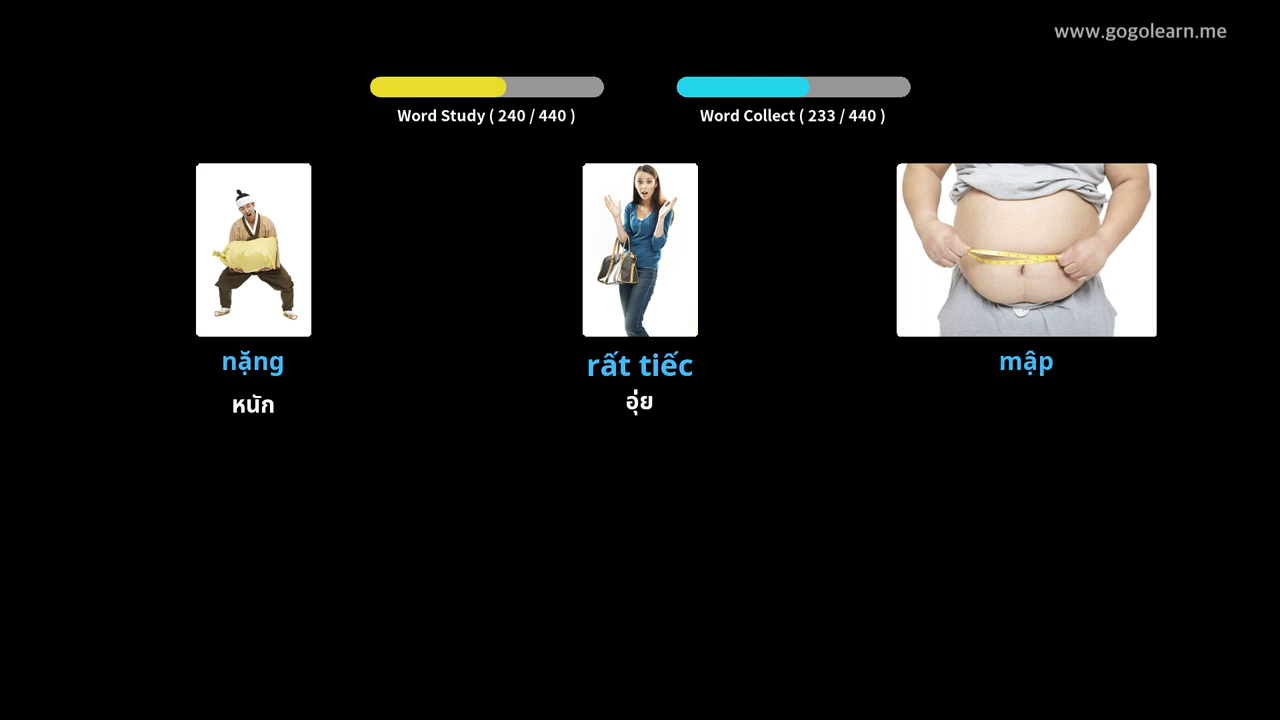 www.gogolearn.me
Word Study ( 240 / 440 )
Word Collect ( 233 / 440 )
nặng
rất tiếc
mập
หนัก
อุ่ย